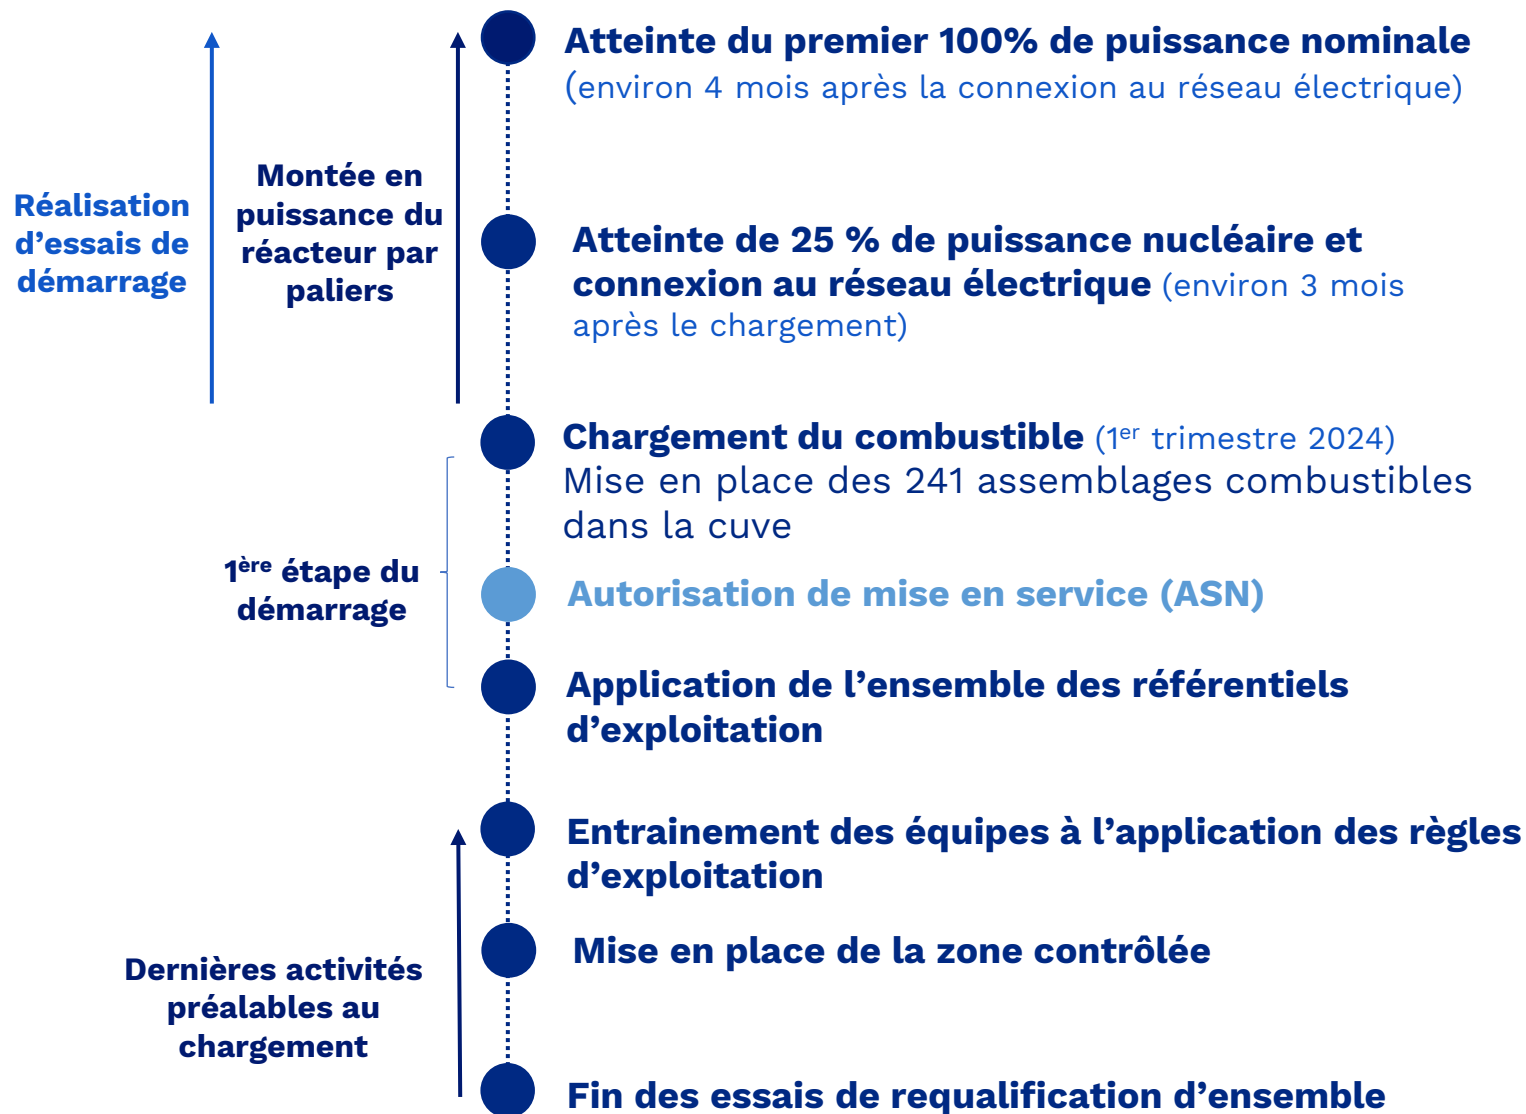 Atteinte du premier 100% de puissance nominale
(environ 4 mois après la connexion au réseau électrique)
Réalisation
d’essais de
démarrage
Montée en
puissance du
réacteur par
paliers
Atteinte de 25 % de puissance nucléaire et
connexion au réseau électrique (environ 3 mois
après le chargement)
Chargement du combustible (1er trimestre 2024)
Mise en place des 241 assemblages combustibles
dans la cuve
1ère étape du
démarrage
Autorisation de mise en service (ASN)
Application de l’ensemble des référentiels
d’exploitation
Entrainement des équipes à l’application des règles
d’exploitation
Mise en place de la zone contrôlée
Dernières activités
préalables au
chargement
Fin des essais de requalification d’ensemble